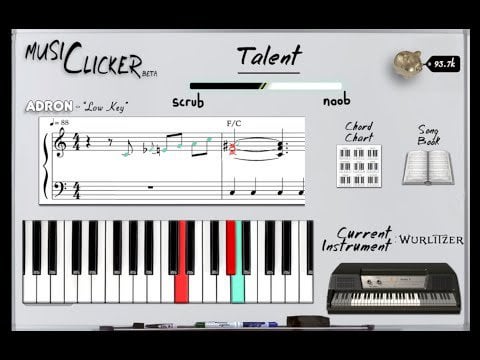 MUSICLICKER
BETA
Talent
93.7k
scrub
noob
ADRON - "Low Key"
♩= 88
F/C
Chord
Chart
Song
Book
Current
Instrument:
WURLITZER